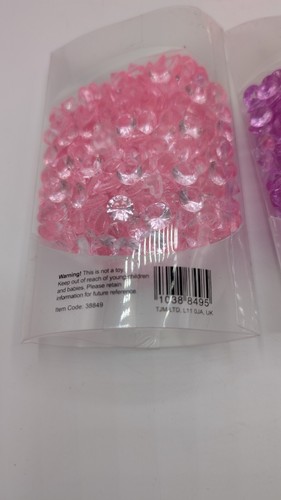 Warning! This is not a toy.
Keep out of reach of young children
and babies. Please retain
information for future reference.
Item Code: 38849
1038 8495
TJM LTD, L11 0JA, UK